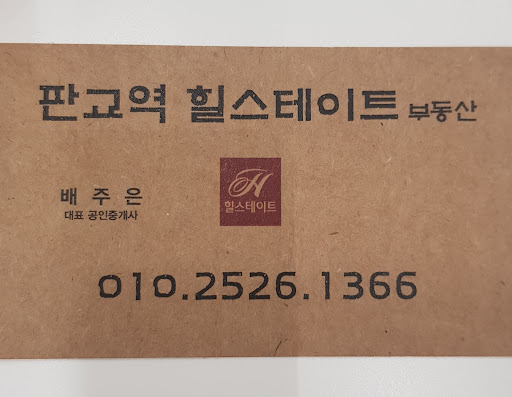 판교역 힐스테이트 부동산
H
힐스테이트
배 주 은
대표 공인중개사
010.2526.1366